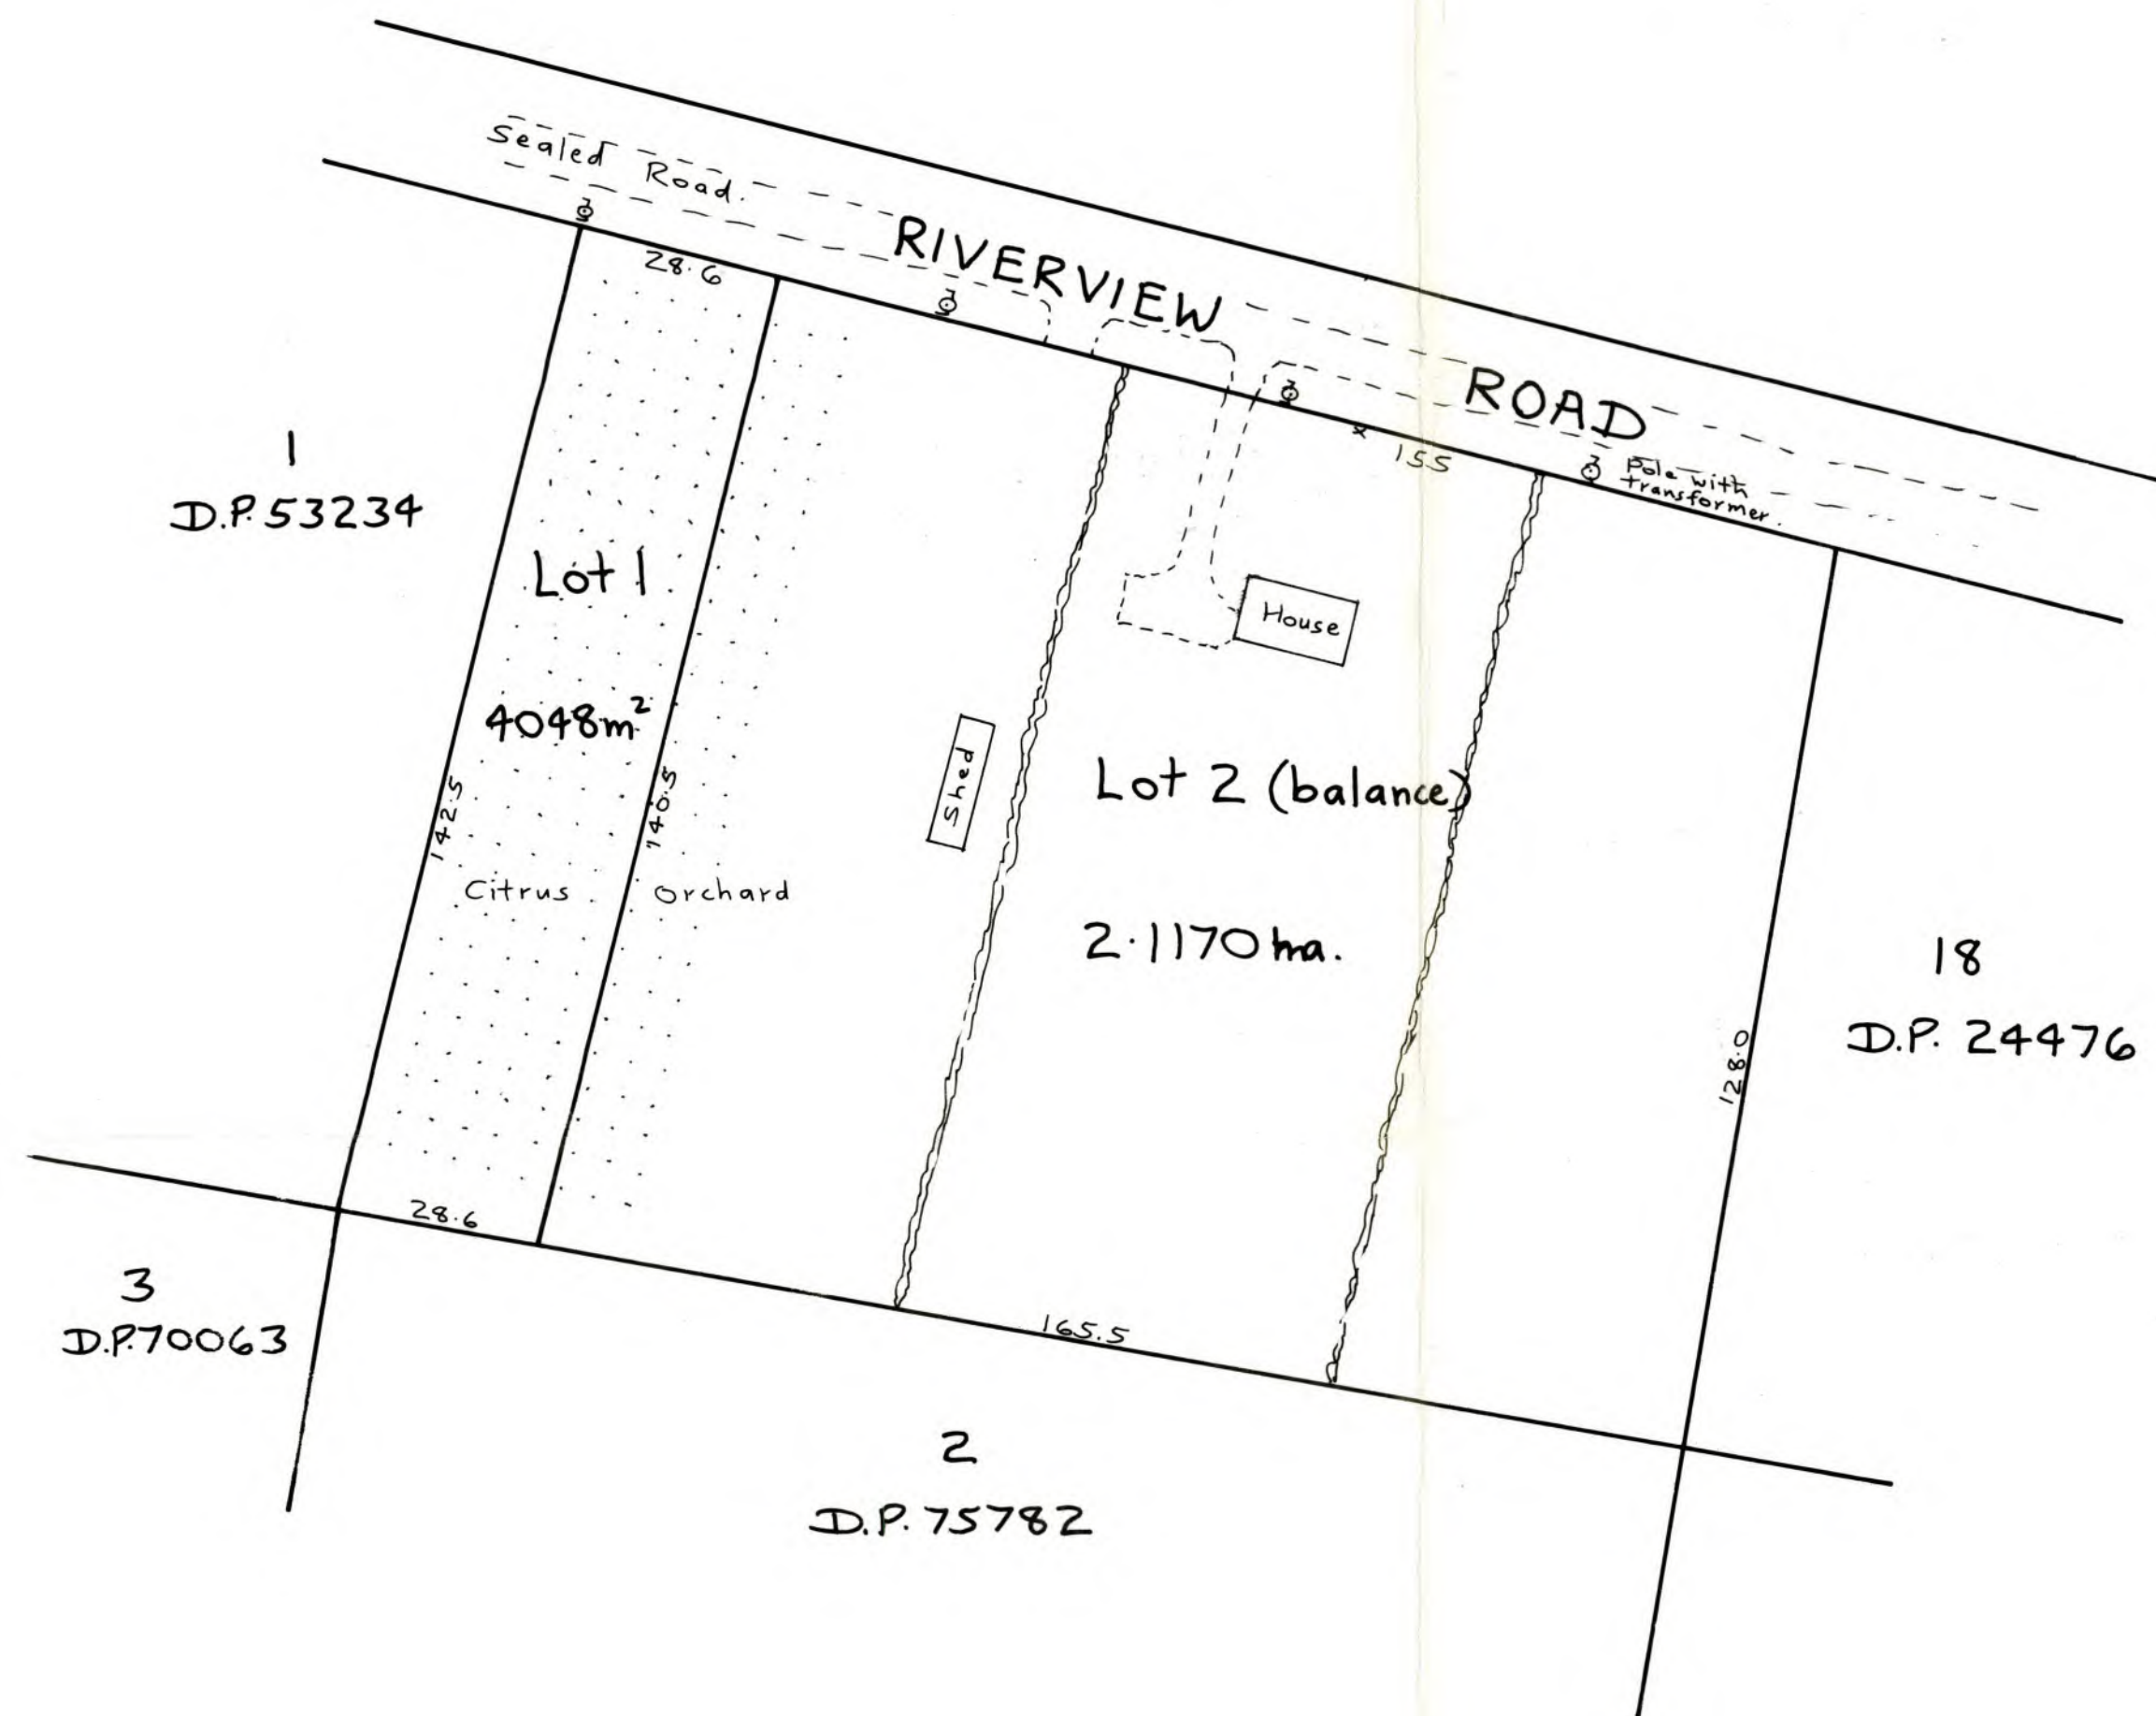 Sealed Road.
RIVERVIEW ROAD
28.6
155
Pole with
transformer.
1
D.P. 53234
Lot 1
4048m²
142.5
140.5
Citrus Orchard
Shed
House
Lot 2 (balance)
2.1170 ha.
128.0
18
D.P. 24476
28.6
165.5
3
D.P. 70063
2
D.P. 75782